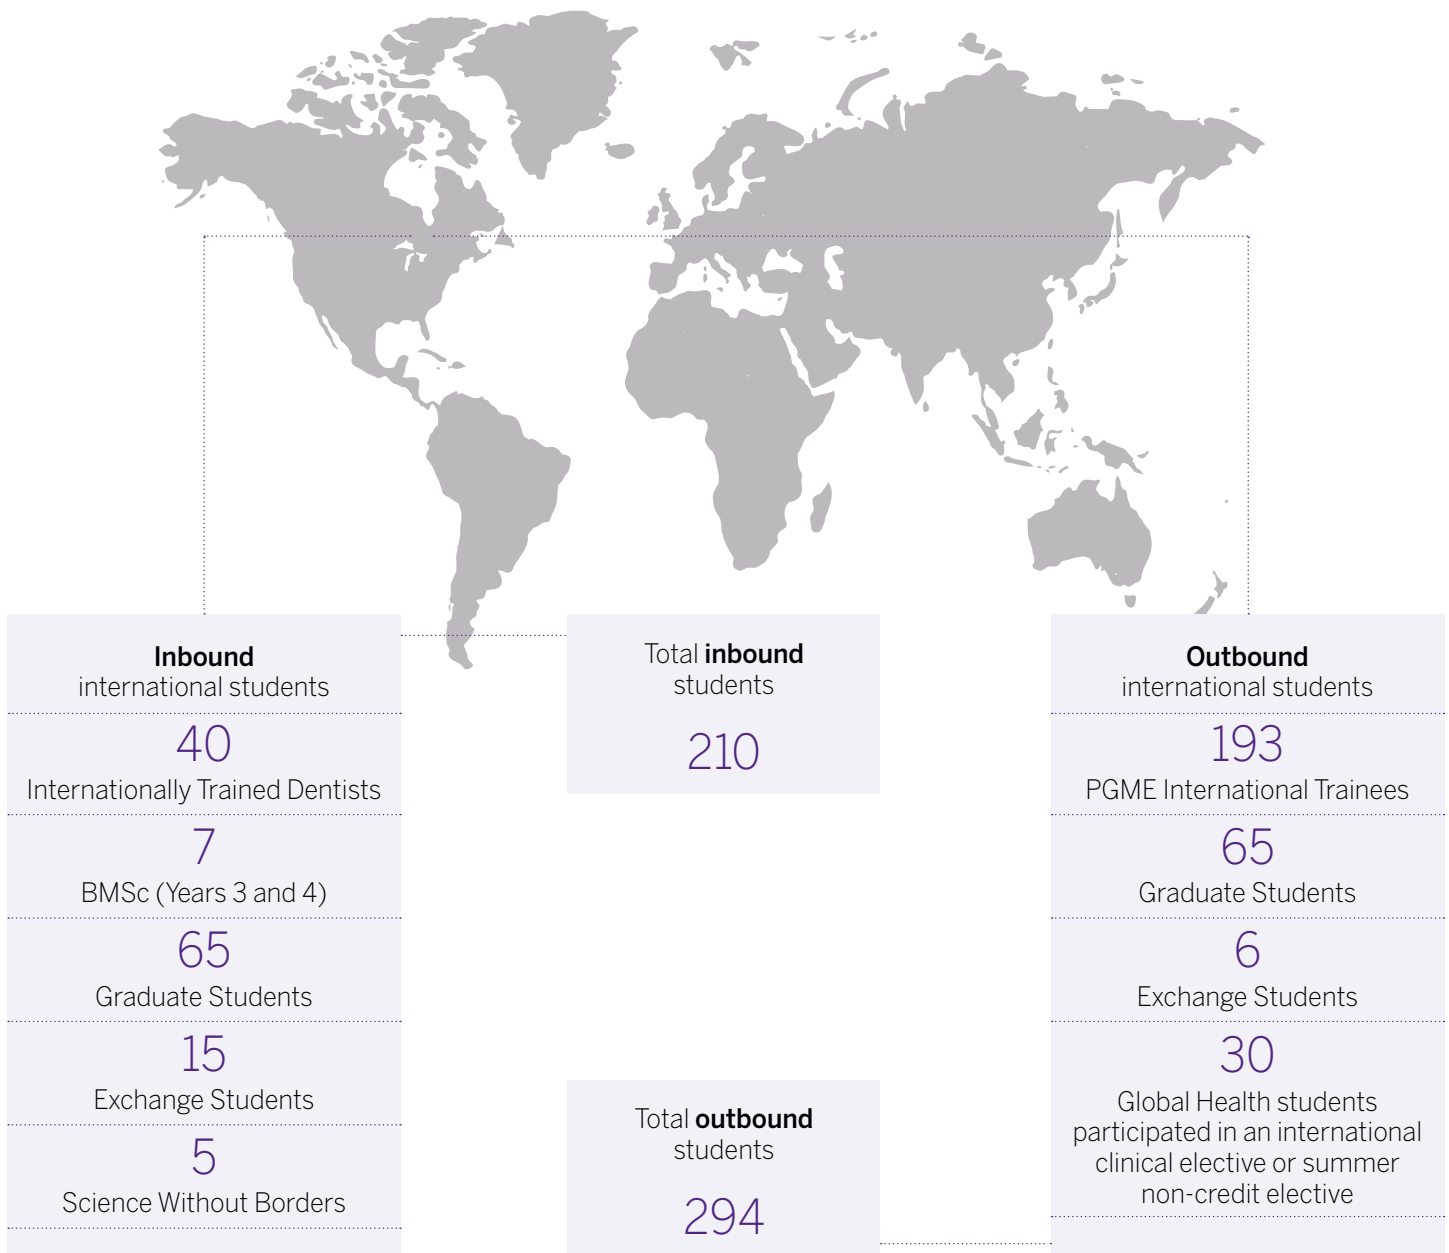 Inbound
international students
40
Internationally Trained Dentists
7
BMSc (Years 3 and 4)
65
Graduate Students
15
Exchange Students
5
Science Without Borders
Total inbound
students
210
Total outbound
students
294
Outbound
international students
193
PGME International Trainees
65
Graduate Students
6
Exchange Students
30
Global Health students
participated in an international
clinical elective or summer
non-credit elective